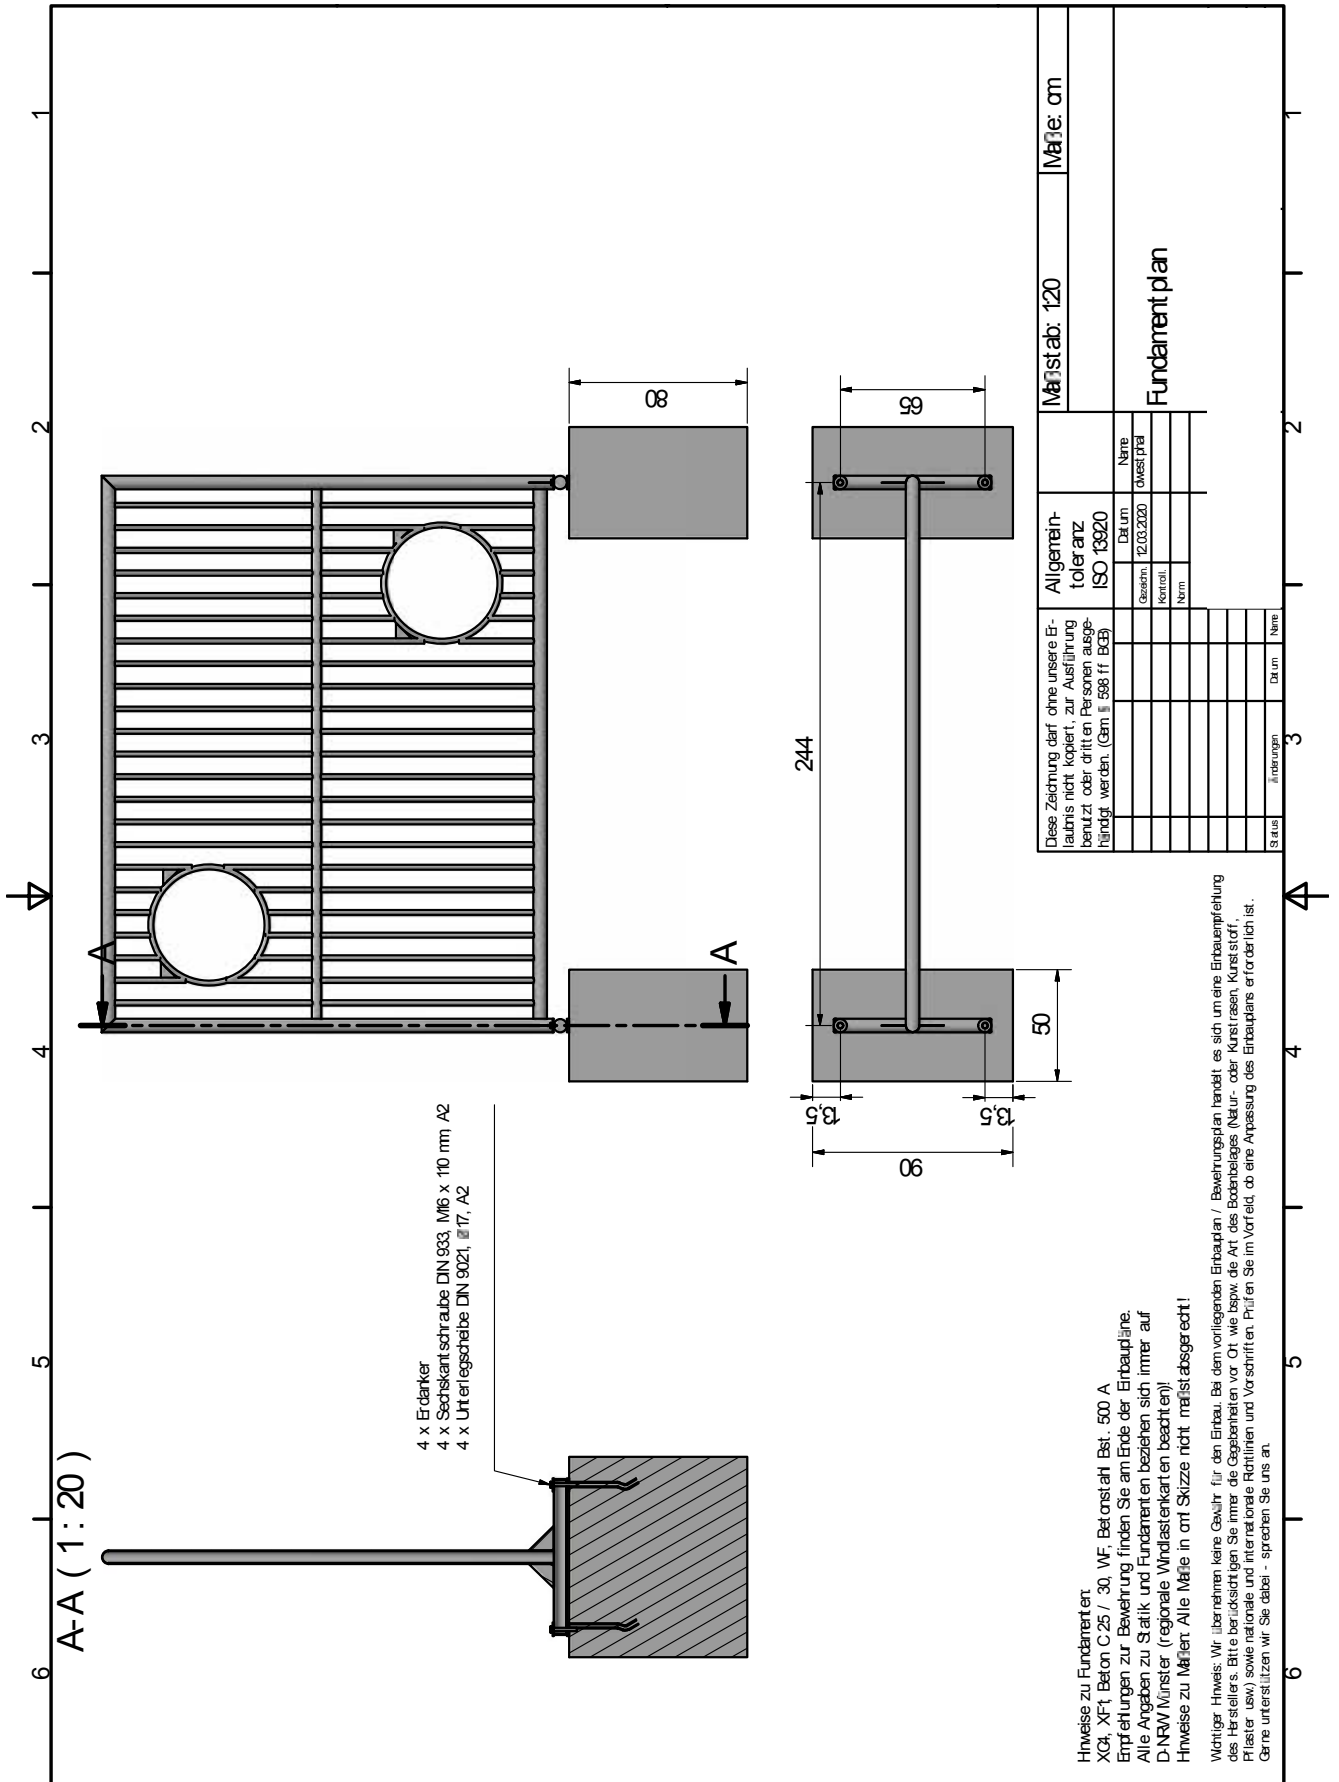 A-A ( 1 : 20 )
6
5
4
3
2
1
A
A
80
4 x Erdanker
4 x Sechskantschraube DIN 933, M16 x 110 mm, A2
4 x Unterlegscheibe DIN 9021, 17, A2
244
65
13,5
13,5
90
50
Hinweise zu Fundamenten:
XC4, XF1, Beton C 25 / 30, WF, Betonstahl Bst. 500 A
Empfehlungen zur Bewehrung finden Sie am Ende der Einbaupläne.
Alle Angaben zu Statik und Fundamenten beziehen sich immer auf
D-NRW Münster (regionale Windlastenkarten beachten)!
Hinweise zu Maßen: Alle Maße in cm! Skizze nicht maßstabsgerecht!
Wichtiger Hinweis: Wir übernehmen keine Gewähr für den Einbau. Bei dem vorliegenden Einbauplan / Bewehrungsplan handelt es sich um eine Einbauempfehlung
des Herstellers. Bitte berücksichtigen Sie immer die Gegebenheiten vor Ort wie bspw. die Art des Bodenbelages (Natur- oder Kunstrasen, Kunststoff,
Pflaster usw.) sowie nationale und internationale Richtlinien und Vorschriften. Prüfen Sie im Vorfeld, ob eine Anpassung des Einbauplans erforderlich ist.
Gerne unterstützen wir Sie dabei - sprechen Sie uns an.
Diese Zeichnung darf ohne unsere Er-
laubnis nicht kopiert, zur Ausführung
benutzt oder dritten Personen ausge-
händigt werden. (Gem § 598 ff BGB)
Allgemein-
toleranz
ISO 13920
Maßstab: 1:20
Maße: cm
Datum
Name
Gezeichn.
12.03.2020
dwestphal
Kontroll.
Norm
Fundamentplan
Status
Änderungen
Datum
Name
6
5
4
3
2
1